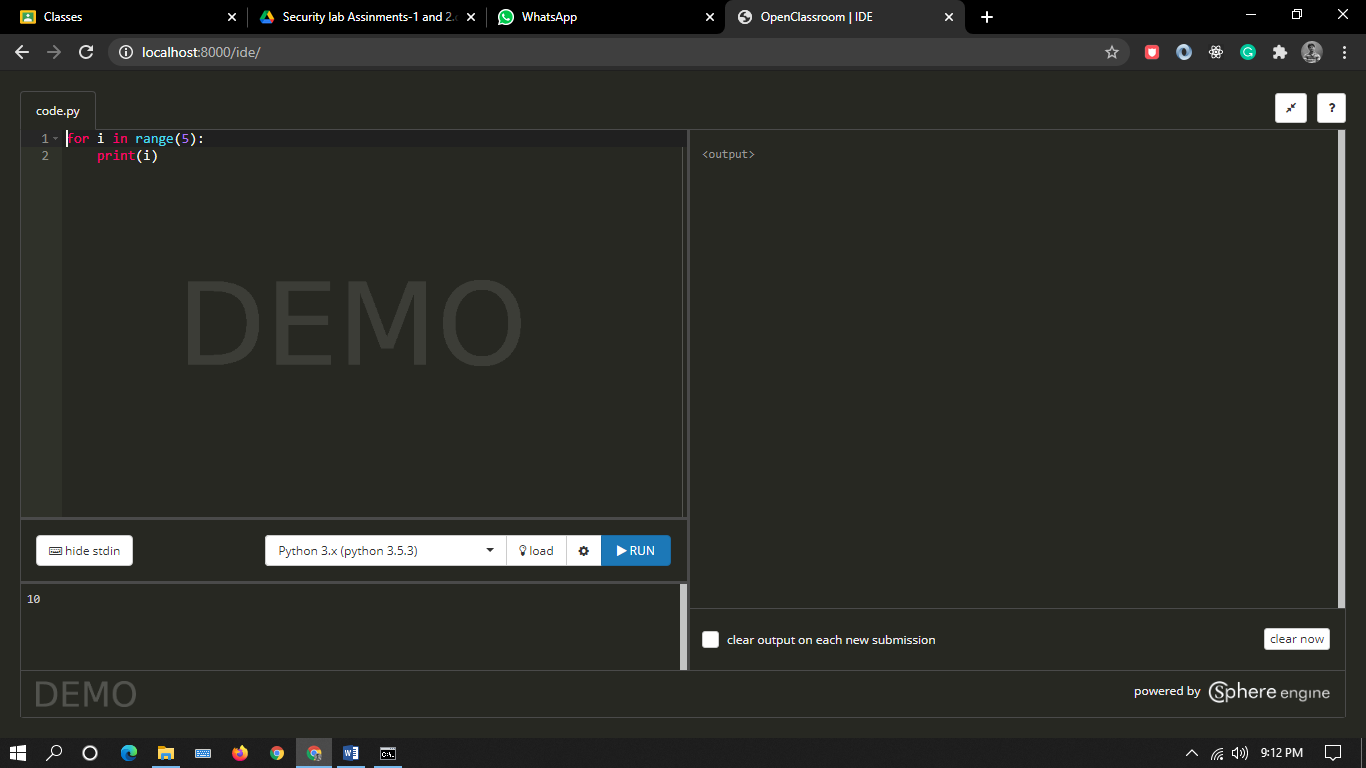 Classes
Security lab Assinments-1 and 2.
WhatsApp
OpenClassroom | IDE
localhost:8000/ide/
code.py
?
1 for i in range(5):
2     print(i)
<output>
DEMO
hide stdin
Python 3.x (python 3.5.3)
load
RUN
10
clear output on each new submission
clear now
DEMO
powered by Sphere engine
9:12 PM